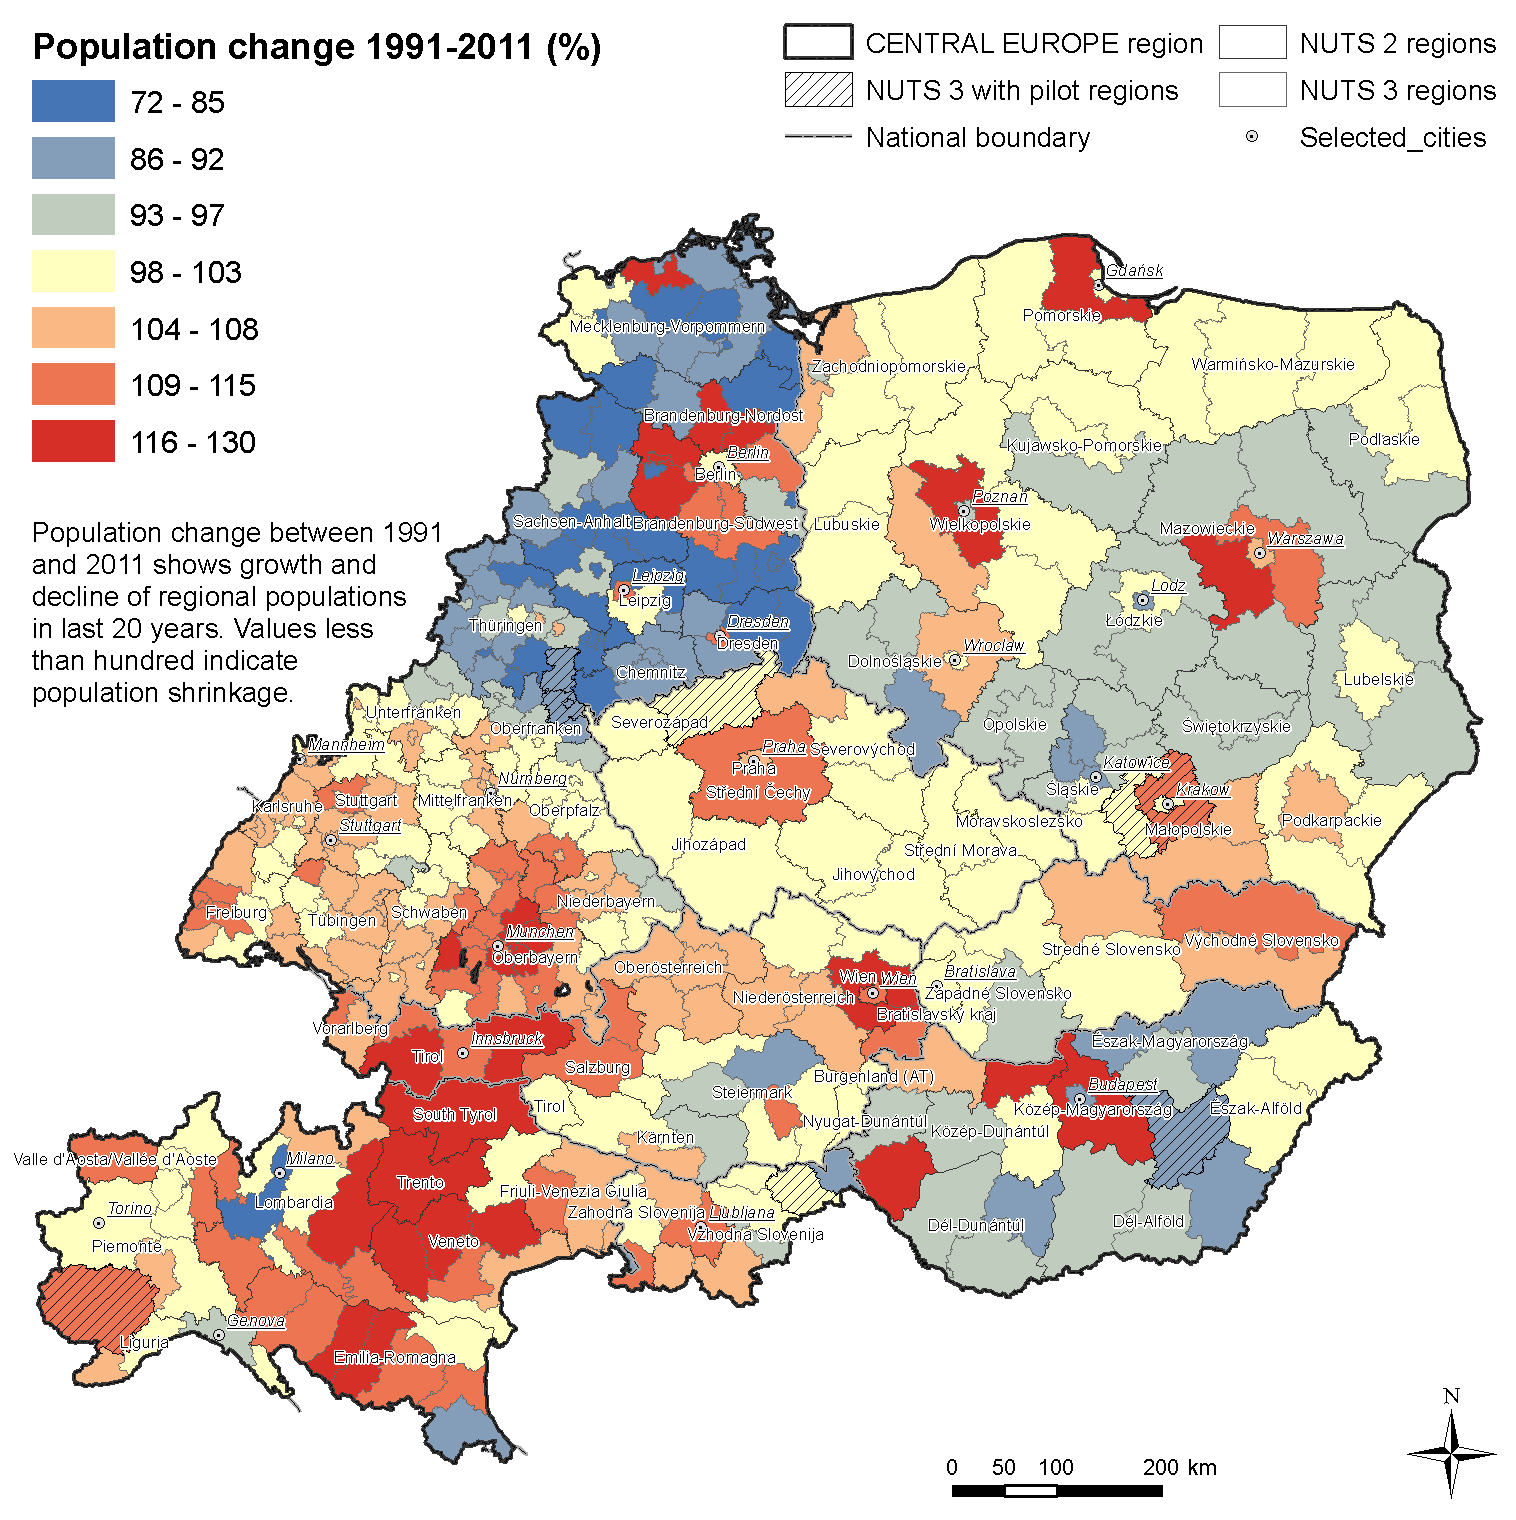 Population change 1991-2011 (%)
72 - 85
86 - 92
93 - 97
98 - 103
104 - 108
109 - 115
116 - 130
CENTRAL EUROPE region
NUTS 3 with pilot regions
National boundary
NUTS 2 regions
NUTS 3 regions
Selected_cities
Population change between 1991
and 2011 shows growth and
decline of regional populations
in last 20 years. Values less
than hundred indicate
population shrinkage.
Gdańsk
Pomorskie
Mecklenburg-Vorpommern
Zachodniopomorskie
Warmińsko-Mazurskie
Brandenburg-Nordost
Kujawsko-Pomorskie
Podlaskie
Berlin
Berlin
Poznań
Wielkopolskie
Lubuskie
Sachsen-Anhalt
Brandenburg-Südwest
Mazowieckie
Warszawa
Leipzig
Leipzig
Lodz
Łódzkie
Thüringen
Dresden
Dresden
Wroclaw
Dolnośląskie
Chemnitz
Lubelskie
Unterfranken
Oberfranken
Severozápad
Opolskie
Świętokrzyskie
Mannheim
Praha
Praha
Severovýchod
Katowice
Śląskie
Nürnberg
Střední Čechy
Krakow
Karlsruhe
Stuttgart
Mittelfranken
Oberpfalz
Stuttgart
Moravskoslezsko
Małopolskie
Podkarpackie
Jihozápad
Střední Morava
Jihovýchod
Freiburg
Tübingen
Schwaben
Niederbayern
Munchen
Oberbayern
Stredné Slovensko
Východné Slovensko
Oberösterreich
Wien
Wien
Bratislava
Západné Slovensko
Niederösterreich
Bratislavský kraj
Vorarlberg
Innsbruck
Tirol
Salzburg
Észak-Magyarország
Burgenland (AT)
Steiermark
Budapest
Közép-Magyarország
Észak-Alföld
South Tyrol
Tirol
Nyugat-Dunántúl
Közép-Dunántúl
Kärnten
Valle d'Aosta/Vallée d'Aoste
Milano
Lombardia
Trento
Friuli-Venezia Giulia
Torino
Zahodna Slovenija
Ljubljana
Vzhodna Slovenija
Dél-Dunántúl
Dél-Alföld
Piemonte
Veneto
Genova
Liguria
Emilia-Romagna
N
0 50 100 200 km